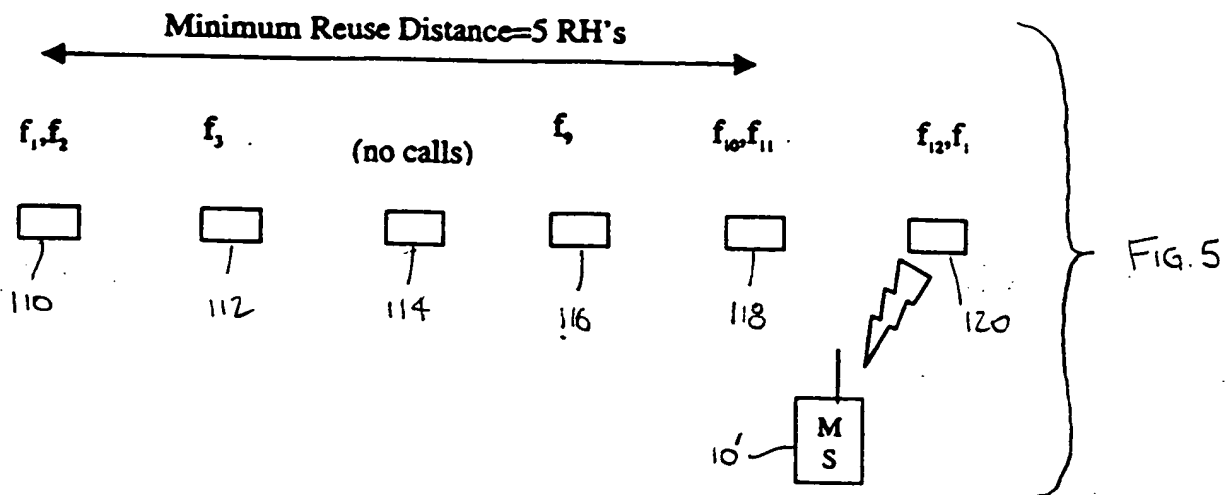 Minimum Reuse Distance=5 RH's
f₁,f₂ f₃ (no calls) f₉ f₁₀,f₁₁ f₁₂,f₁
110 112 114 116 118 120
FIG. 5
10' M S